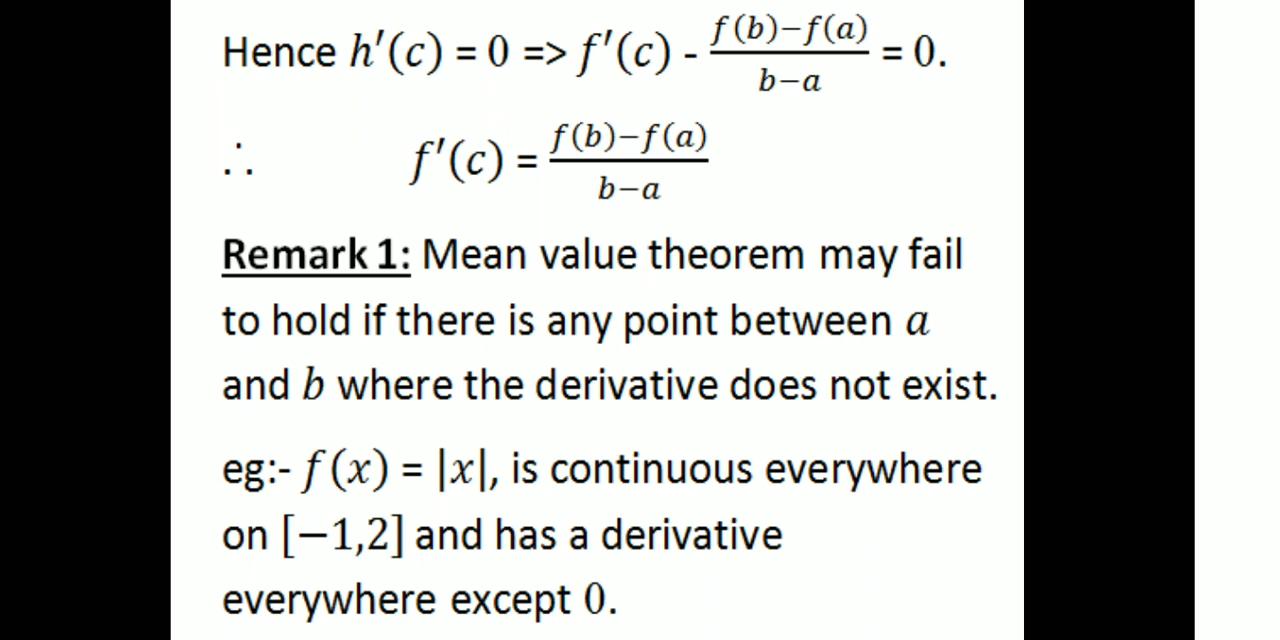 Hence h′(c) = 0 => f′(c) - \frac{f(b)−f(a)}{b−a} = 0.
∴ f′(c) = \frac{f(b)−f(a)}{b−a}
Remark 1: Mean value theorem may fail
to hold if there is any point between a
and b where the derivative does not exist.
eg:- f(x) = |x|, is continuous everywhere
on [−1,2] and has a derivative
everywhere except 0.